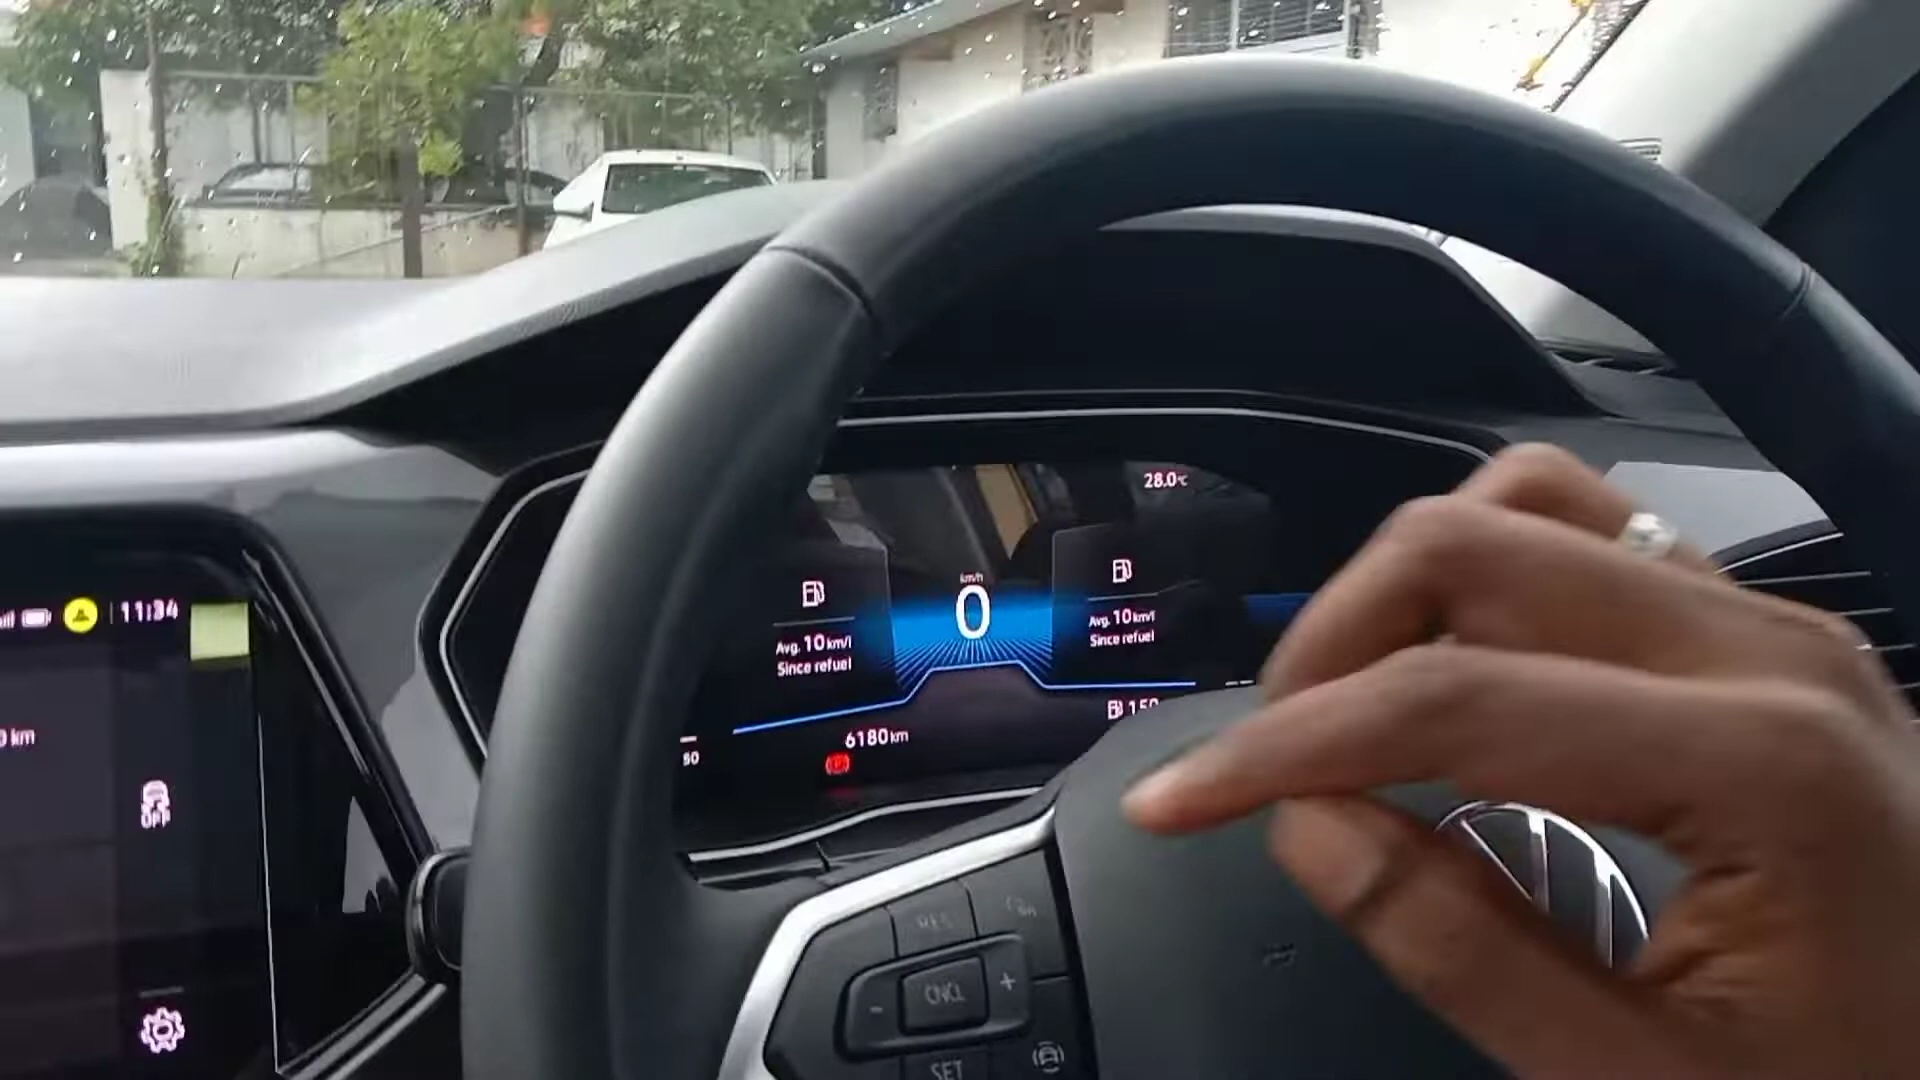 28.0°C
km/h
0
Avg. 10 km/l
Since refuel
Avg. 10 km/l
Since refuel
11:34
km
6180 km
50
OFF
RES
CNCL
+
-
SET